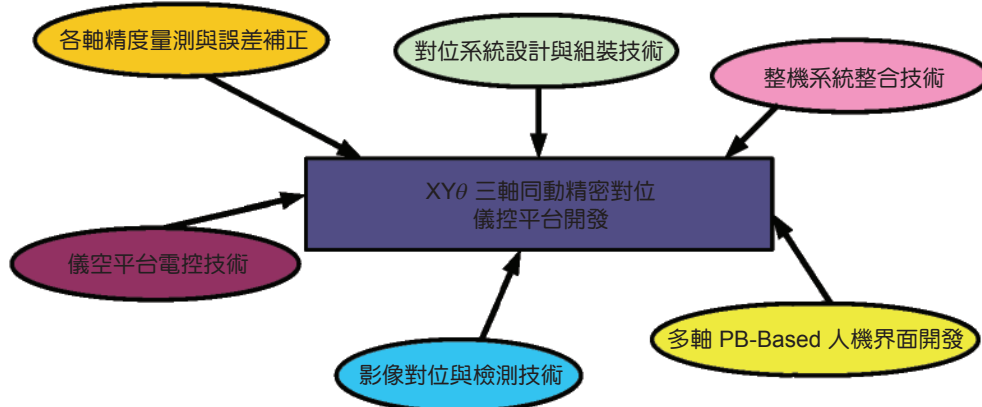 各軸精度量測與誤差補正
對位系統設計與組裝技術
整機系統整合技術
XYθ 三軸同動精密對位
儀控平台開發
儀空平台電控技術
多軸 PB-Based 人機界面開發
影像對位與檢測技術